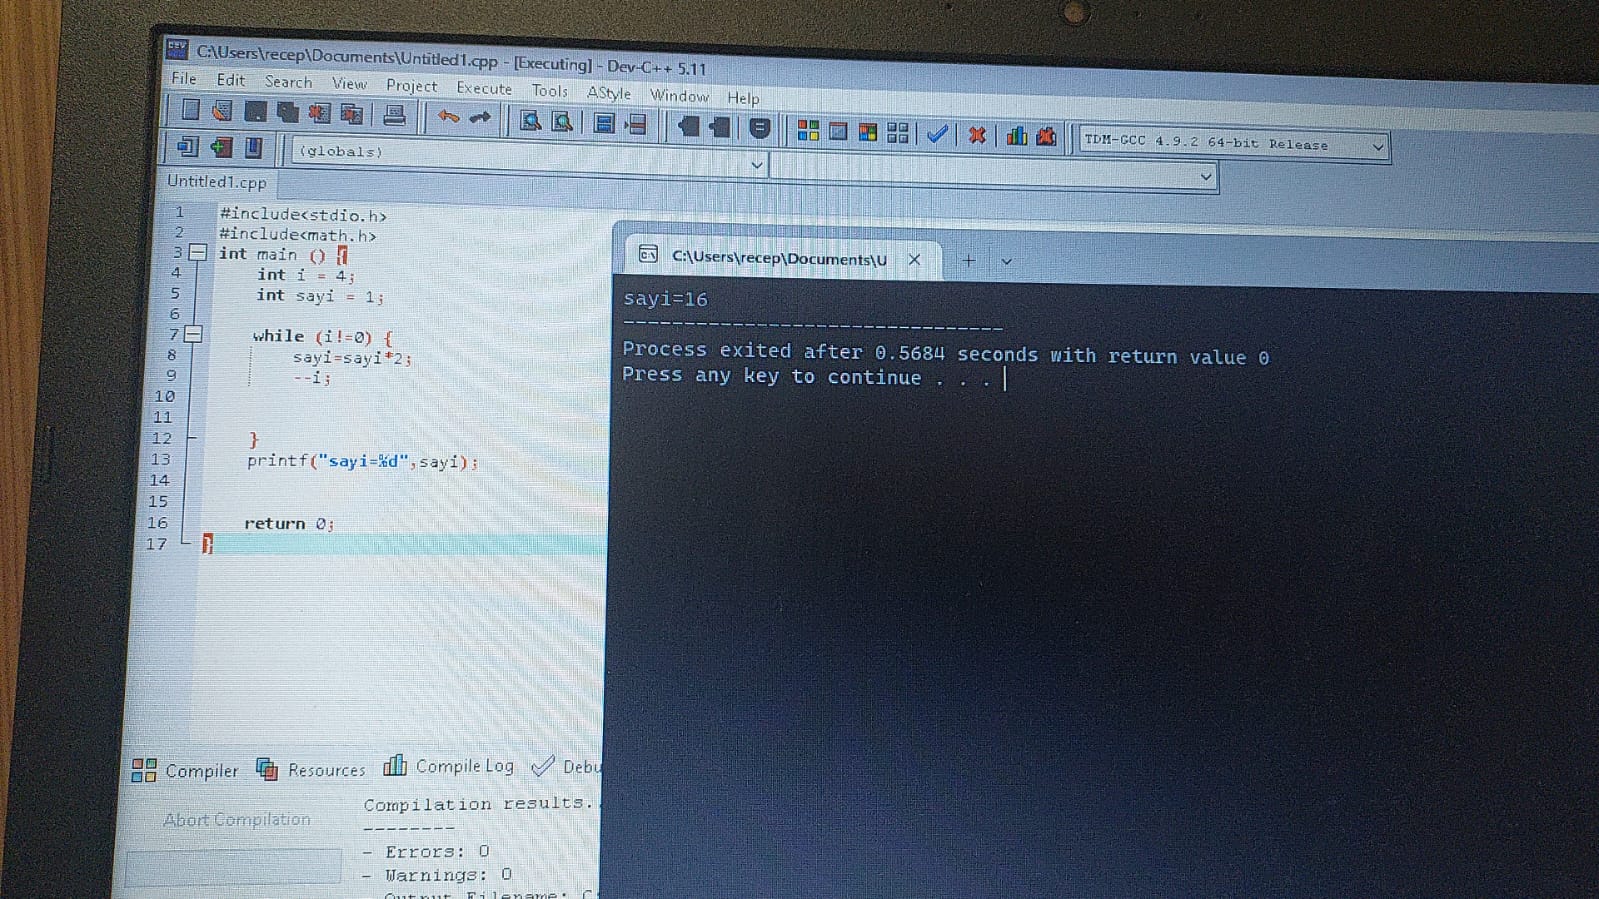 C:\Users\recep\Documents\Untitled1.cpp - [Executing] - Dev-C++ 5.11
File Edit Search View Project Execute Tools AStyle Window Help
TDM-GCC 4.9.2 64-bit Release
(globals)
Untitled1.cpp
1 #include<stdio.h>
2 #include<math.h>
3 int main () {
4 int i = 4;
5 int sayi = 1;
6
7 while (i!=0) {
8 sayi=sayi*2;
9 --i;
10
11
12 }
13 printf("sayi=%d",sayi);
14
15
16 return 0;
17 }
C:\Users\recep\Documents\U
sayi=16
--------------------------------
Process exited after 0.5684 seconds with return value 0
Press any key to continue . . .
Compiler Resources Compile Log Debu
Abort Compilation
Compilation results.
--------
- Errors: 0
- Warnings: 0
Output Filename: C: